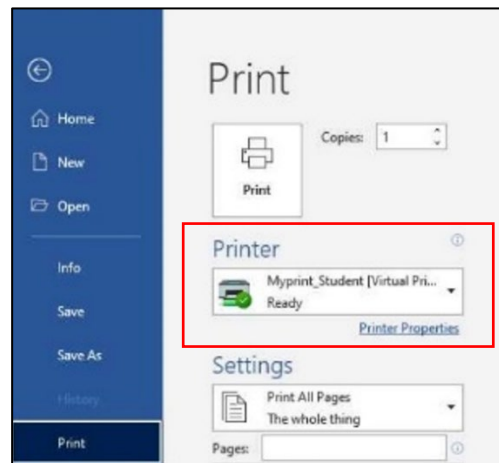 Print
Home
New
Open
Info
Save
Save As
History
Print
Copies: 1
Print
Printer
Myprint_Student [Virtual Pri...
Ready
Printer Properties
Settings
Print All Pages
The whole thing
Pages: